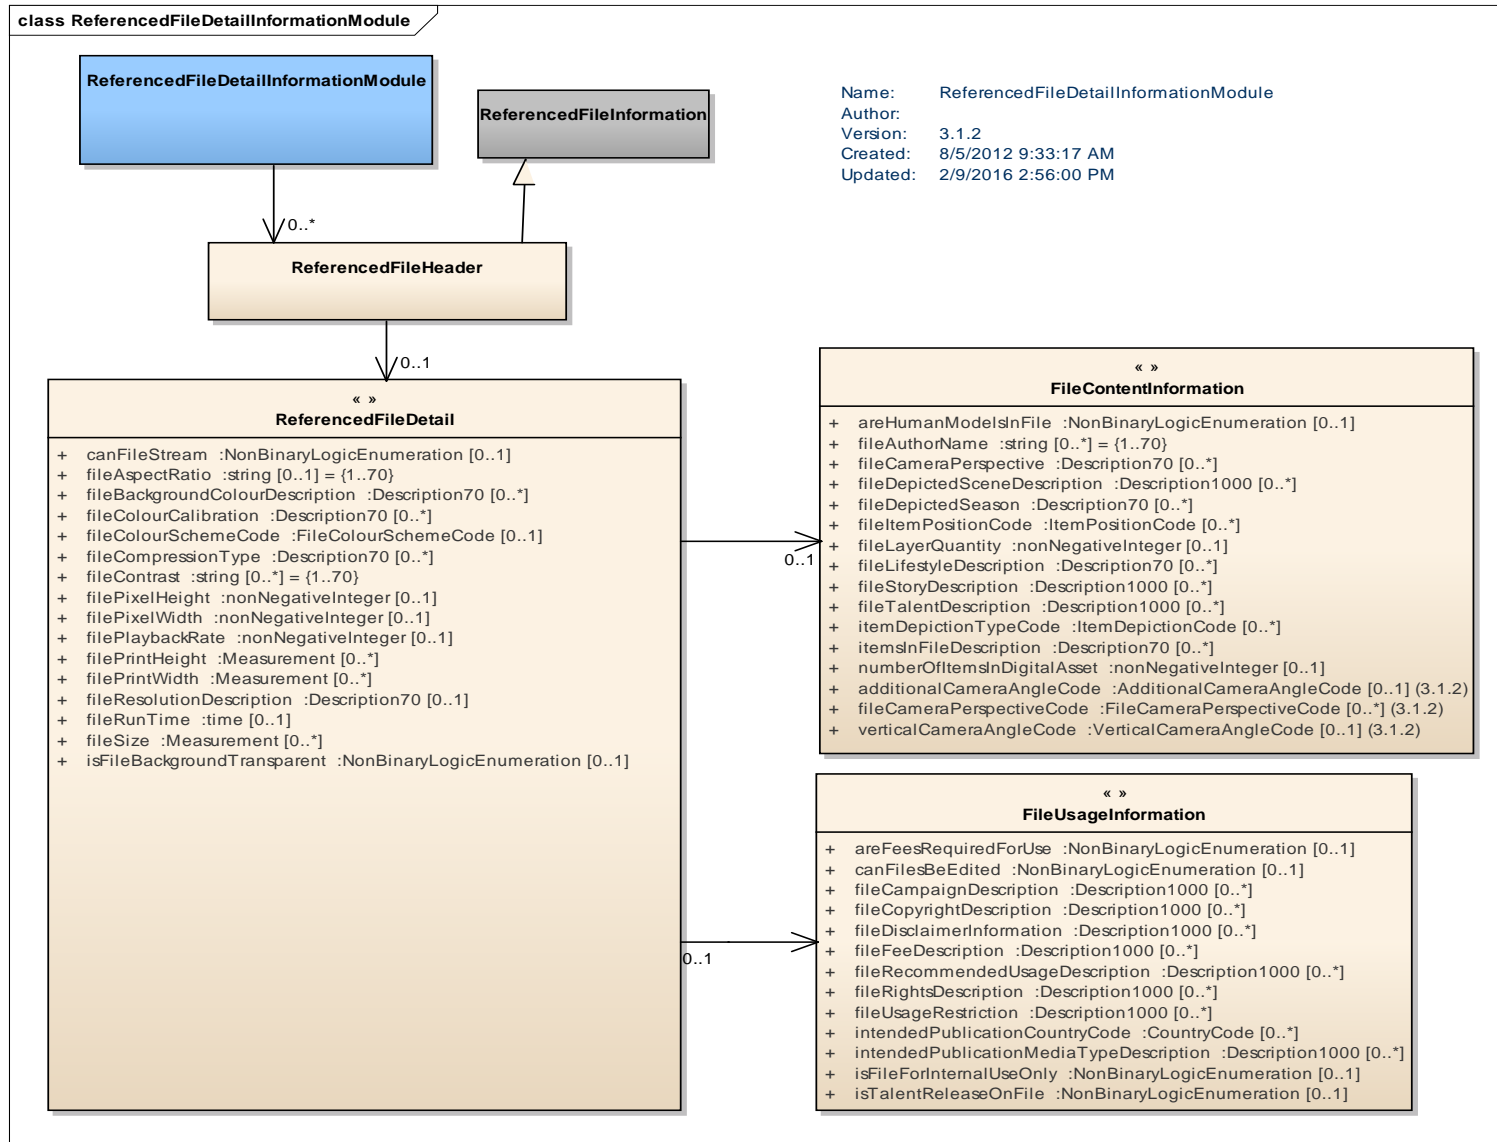 class ReferencedFileDetailInformationModule
ReferencedFileDetailInformationModule
ReferencedFileInformation
Name: ReferencedFileDetailInformationModule
Author:
Version: 3.1.2
Created: 8/5/2012 9:33:17 AM
Updated: 2/9/2016 2:56:00 PM
0..*
ReferencedFileHeader
0..1
« »
ReferencedFileDetail
+ canFileStream :NonBinaryLogicEnumeration [0..1]
+ fileAspectRatio :string [0..1] = {1..70}
+ fileBackgroundColourDescription :Description70 [0..*]
+ fileColourCalibration :Description70 [0..*]
+ fileColourSchemeCode :FileColourSchemeCode [0..1]
+ fileCompressionType :Description70 [0..*]
+ fileContrast :string [0..*] = {1..70}
+ filePixelHeight :nonNegativeInteger [0..1]
+ filePixelWidth :nonNegativeInteger [0..1]
+ filePlaybackRate :nonNegativeInteger [0..1]
+ filePrintHeight :Measurement [0..*]
+ filePrintWidth :Measurement [0..*]
+ fileResolutionDescription :Description70 [0..1]
+ fileRunTime :time [0..1]
+ fileSize :Measurement [0..*]
+ isFileBackgroundTransparent :NonBinaryLogicEnumeration [0..1]
0..1
« »
FileContentInformation
+ areHumanModelsInFile :NonBinaryLogicEnumeration [0..1]
+ fileAuthorName :string [0..*] = {1..70}
+ fileCameraPerspective :Description70 [0..*]
+ fileDepictedSceneDescription :Description1000 [0..*]
+ fileDepictedSeason :Description70 [0..*]
+ fileItemPositionCode :ItemPositionCode [0..*]
+ fileLayerQuantity :nonNegativeInteger [0..1]
+ fileLifestyleDescription :Description70 [0..*]
+ fileStoryDescription :Description1000 [0..*]
+ fileTalentDescription :Description1000 [0..*]
+ itemDepictionTypeCode :ItemDepictionCode [0..*]
+ itemsInFileDescription :Description70 [0..*]
+ numberOfItemsInDigitalAsset :nonNegativeInteger [0..1]
+ additionalCameraAngleCode :AdditionalCameraAngleCode [0..1] (3.1.2)
+ fileCameraPerspectiveCode :FileCameraPerspectiveCode [0..*] (3.1.2)
+ verticalCameraAngleCode :VerticalCameraAngleCode [0..1] (3.1.2)
0..1
« »
FileUsageInformation
+ areFeesRequiredForUse :NonBinaryLogicEnumeration [0..1]
+ canFilesBeEdited :NonBinaryLogicEnumeration [0..1]
+ fileCampaignDescription :Description1000 [0..*]
+ fileCopyrightDescription :Description1000 [0..*]
+ fileDisclaimerInformation :Description1000 [0..*]
+ fileFeeDescription :Description1000 [0..*]
+ fileRecommendedUsageDescription :Description1000 [0..*]
+ fileRightsDescription :Description1000 [0..*]
+ fileUsageRestriction :Description1000 [0..*]
+ intendedPublicationCountryCode :CountryCode [0..*]
+ intendedPublicationMediaTypeDescription :Description1000 [0..*]
+ isFileForInternalUseOnly :NonBinaryLogicEnumeration [0..1]
+ isTalentReleaseOnFile :NonBinaryLogicEnumeration [0..1]